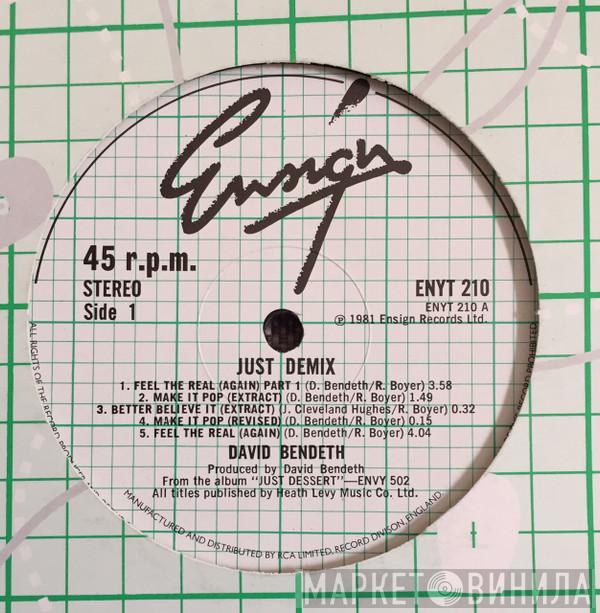 Ensign
45 r.p.m.
STEREO
Side 1
ENYT 210
ENYT 210 A
℗ 1981 Ensign Records Ltd.
JUST DEMIX
1. FEEL THE REAL (AGAIN) PART 1 (D. Bendeth/R. Boyer) 3.58
2. MAKE IT POP (EXTRACT) (D. Bendeth/R. Boyer) 1.49
3. BETTER BELIEVE IT (EXTRACT) (J. Cleveland Hughes/R. Boyer) 0.32
4. MAKE IT POP (REVISED) (D. Bendeth/R. Boyer) 0.15
5. FEEL THE REAL (AGAIN) (D. Bendeth/R. Boyer) 4.04
DAVID BENDETH
Produced by David Bendeth
From the album "JUST DESSERT"—ENVY 502
All titles published by Heath Levy Music Co. Ltd.
ALL RIGHTS OF THE RECORD
RECORD PROHIBITED
MANUFACTURED AND DISTRIBUTED BY RCA LIMITED, RECORD DIVISON, ENGLAND.
МАРКЕТ ВИНИЛА